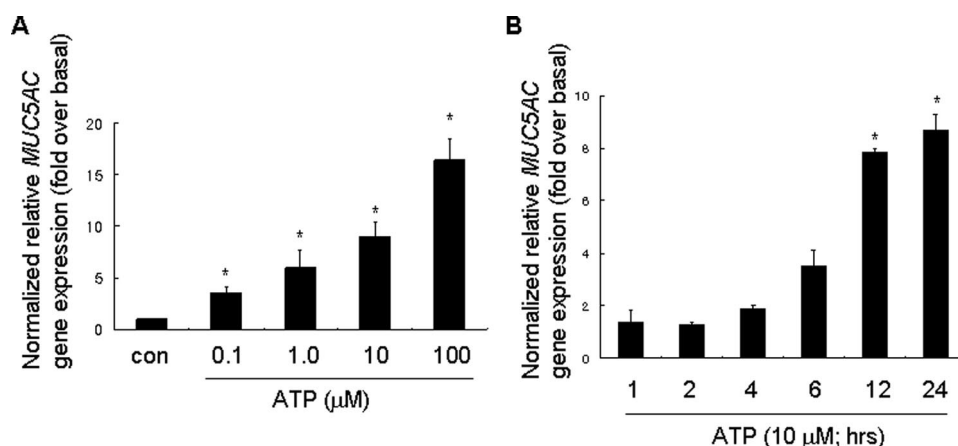 A
Normalized relative MUC5AC
gene expression (fold over basal)
20
15
10
5
0
*
*
*
*
con 0.1 1.0 10 100
ATP (μM)
B
Normalized relative MUC5AC
gene expression (fold over basal)
10
8
6
4
2
0
*
*
1 2 4 6 12 24
ATP (10 μM; hrs)